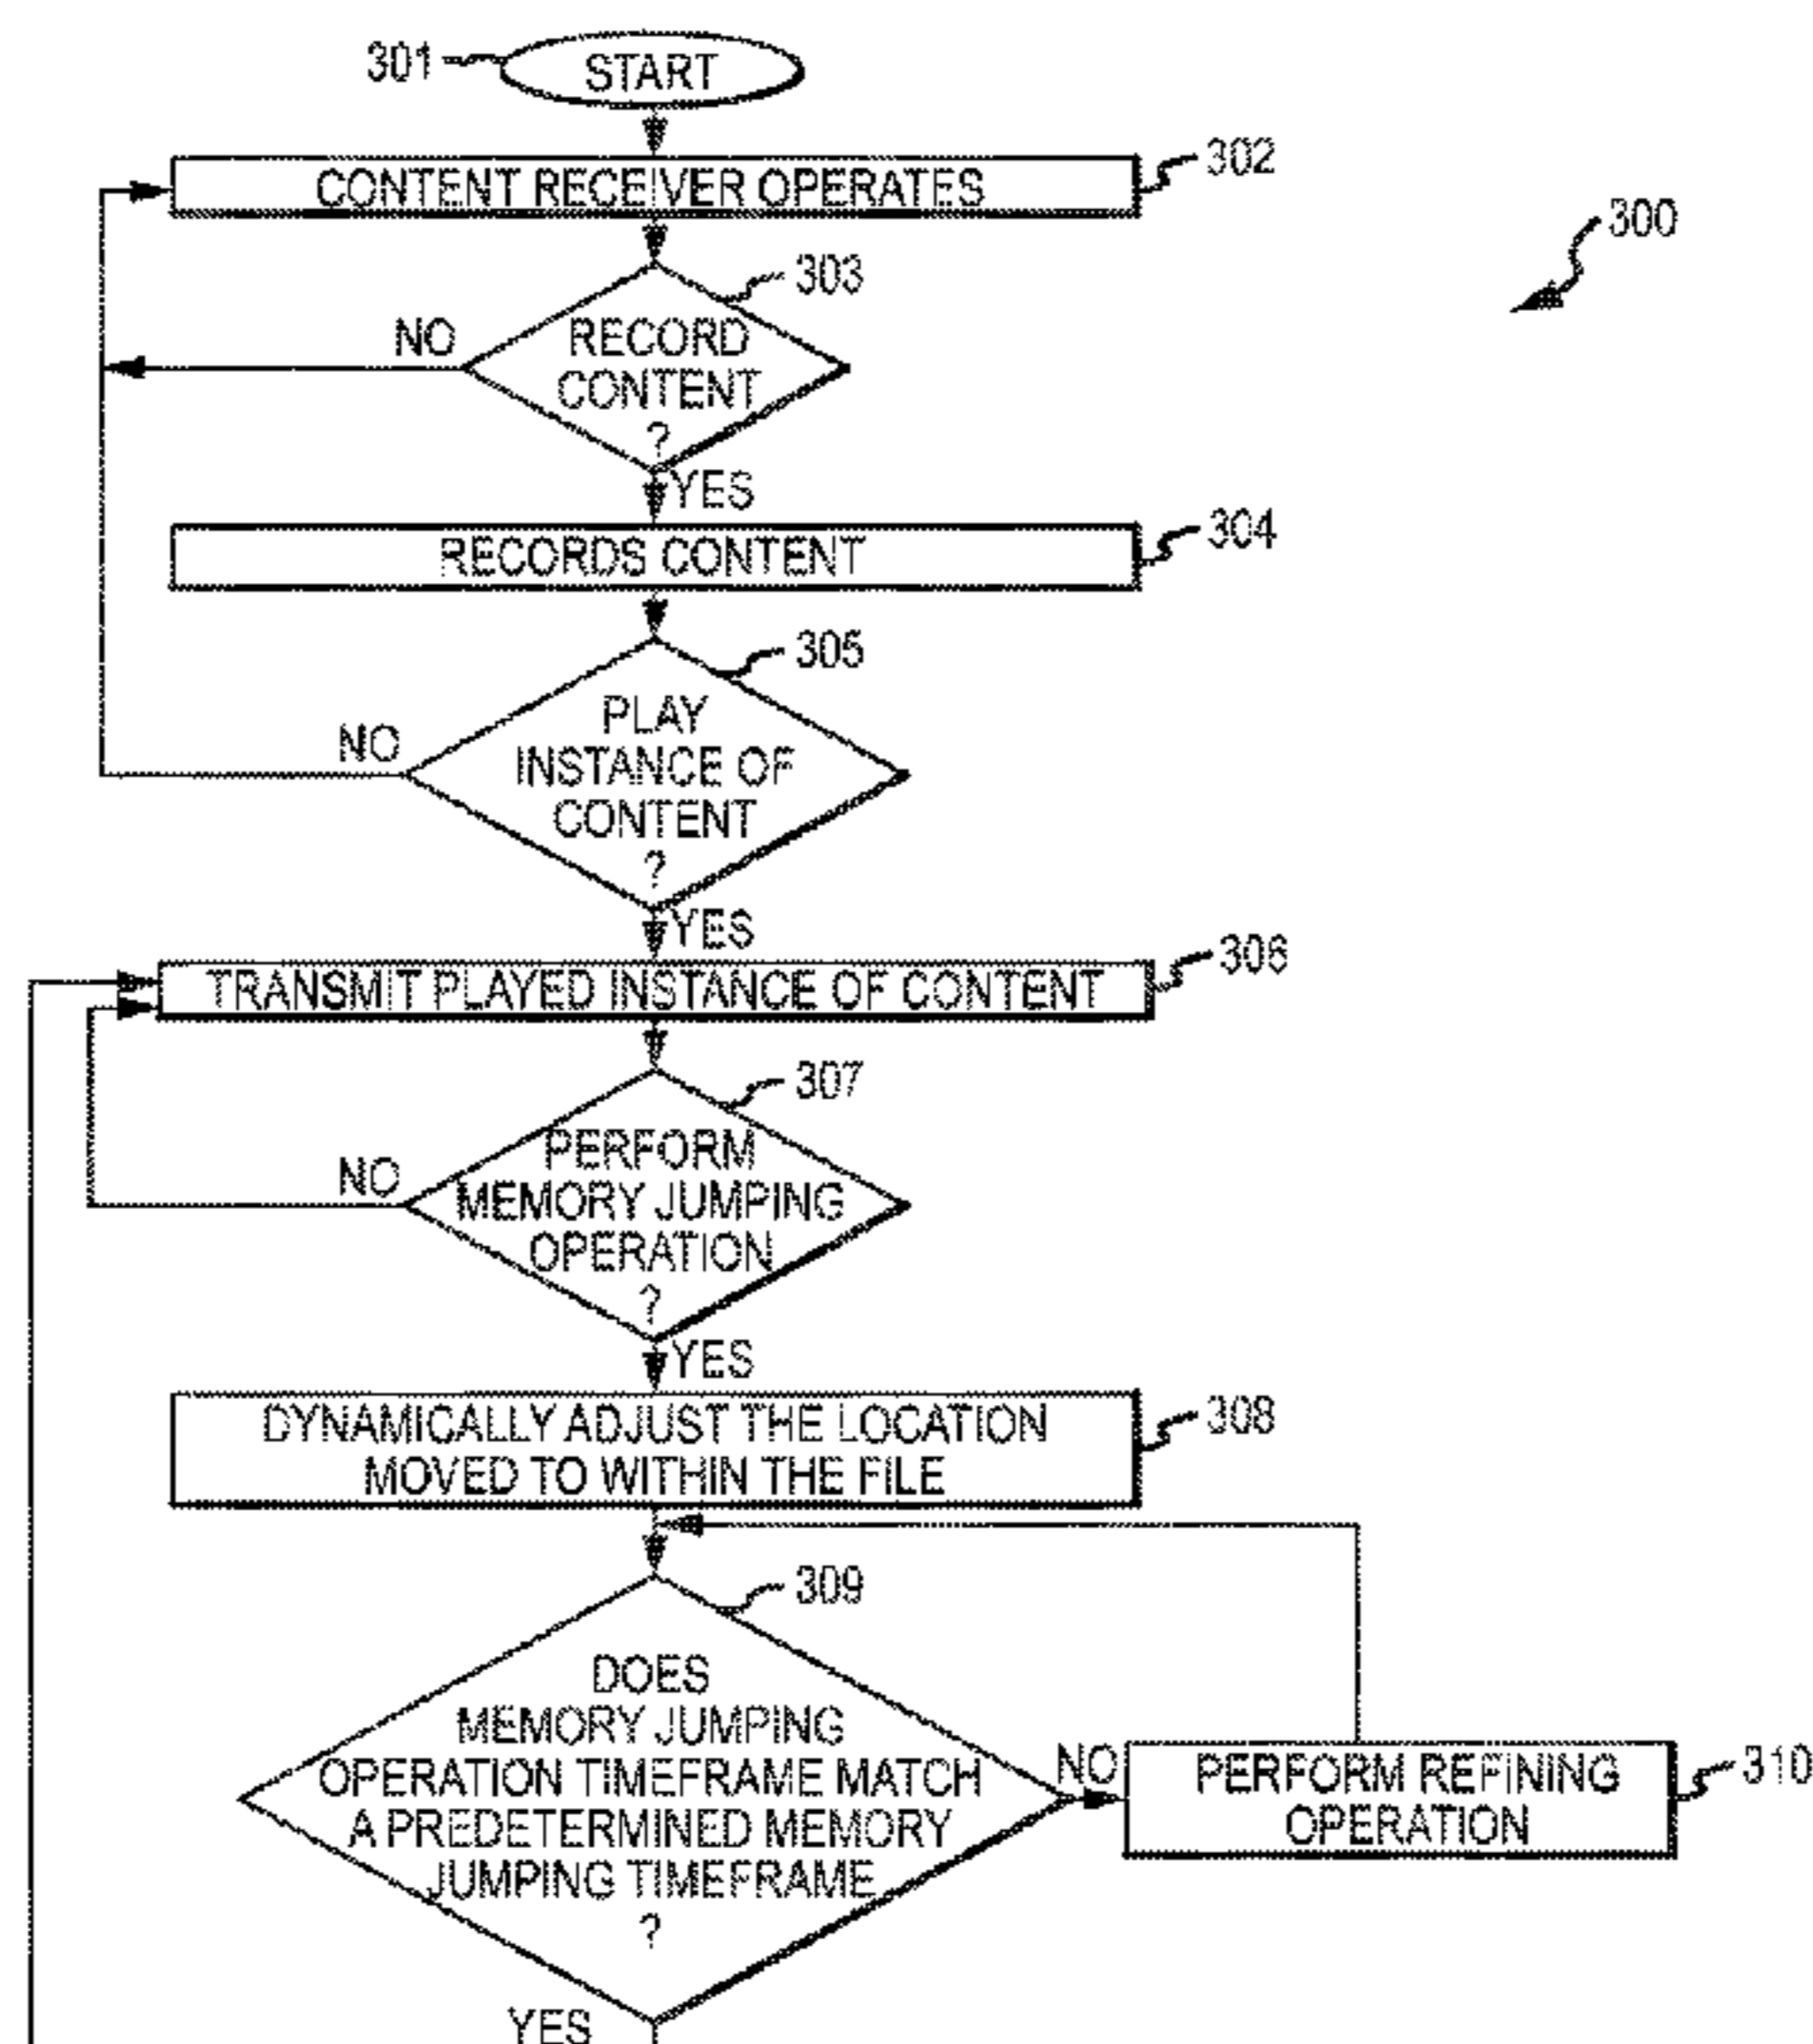 301
START
CONTENT RECEIVER OPERATES
302
300
303
NO
RECORD
CONTENT
?
YES
RECORDS CONTENT
304
305
NO
PLAY
INSTANCE OF
CONTENT
?
YES
306
TRANSMIT PLAYED INSTANCE OF CONTENT
307
NO
PERFORM
MEMORY JUMPING
OPERATION
?
YES
DYNAMICALLY ADJUST THE LOCATION
MOVED TO WITHIN THE FILE
308
309
DOES
MEMORY JUMPING
OPERATION TIMEFRAME MATCH
A PREDETERMINED MEMORY
JUMPING TIMEFRAME
?
NO
PERFORM REFINING
OPERATION
310
YES